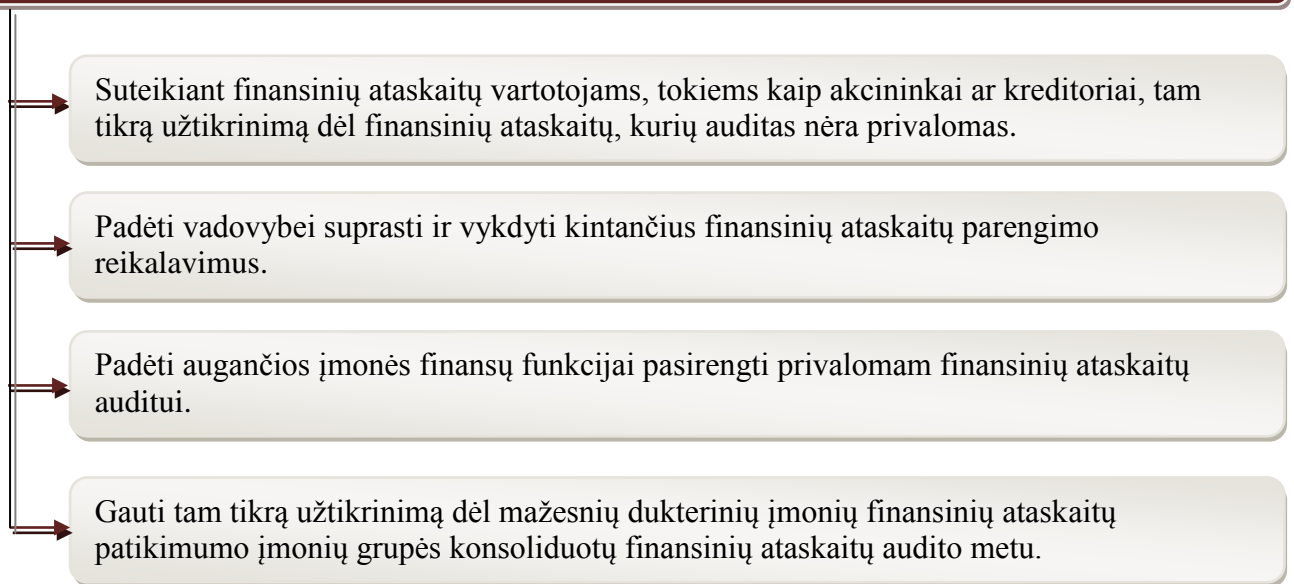 Suteikiant finansinių ataskaitų vartotojams, tokiems kaip akcininkai ar kreditoriai, tam
tikrą užtikrinimą dėl finansinių ataskaitų, kurių auditas nėra privalomas.
Padėti vadovybei suprasti ir vykdyti kintančius finansinių ataskaitų parengimo
reikalavimus.
Padėti augančios įmonės finansų funkcijai pasirengti privalomam finansinių ataskaitų
auditui.
Gauti tam tikrą užtikrinimą dėl mažesnių dukterinių įmonių finansinių ataskaitų
patikimumo įmonių grupės konsoliduotų finansinių ataskaitų audito metu.